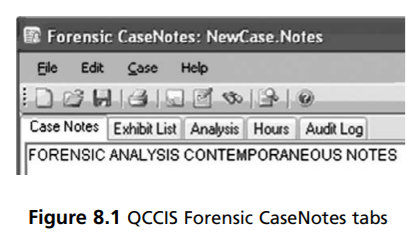 Forensic CaseNotes: NewCase.Notes
File Edit Case Help
Case Notes Exhibit List Analysis Hours Audit Log
FORENSIC ANALYSIS CONTEMPORANEOUS NOTES
Figure 8.1 QCCIS Forensic CaseNotes tabs